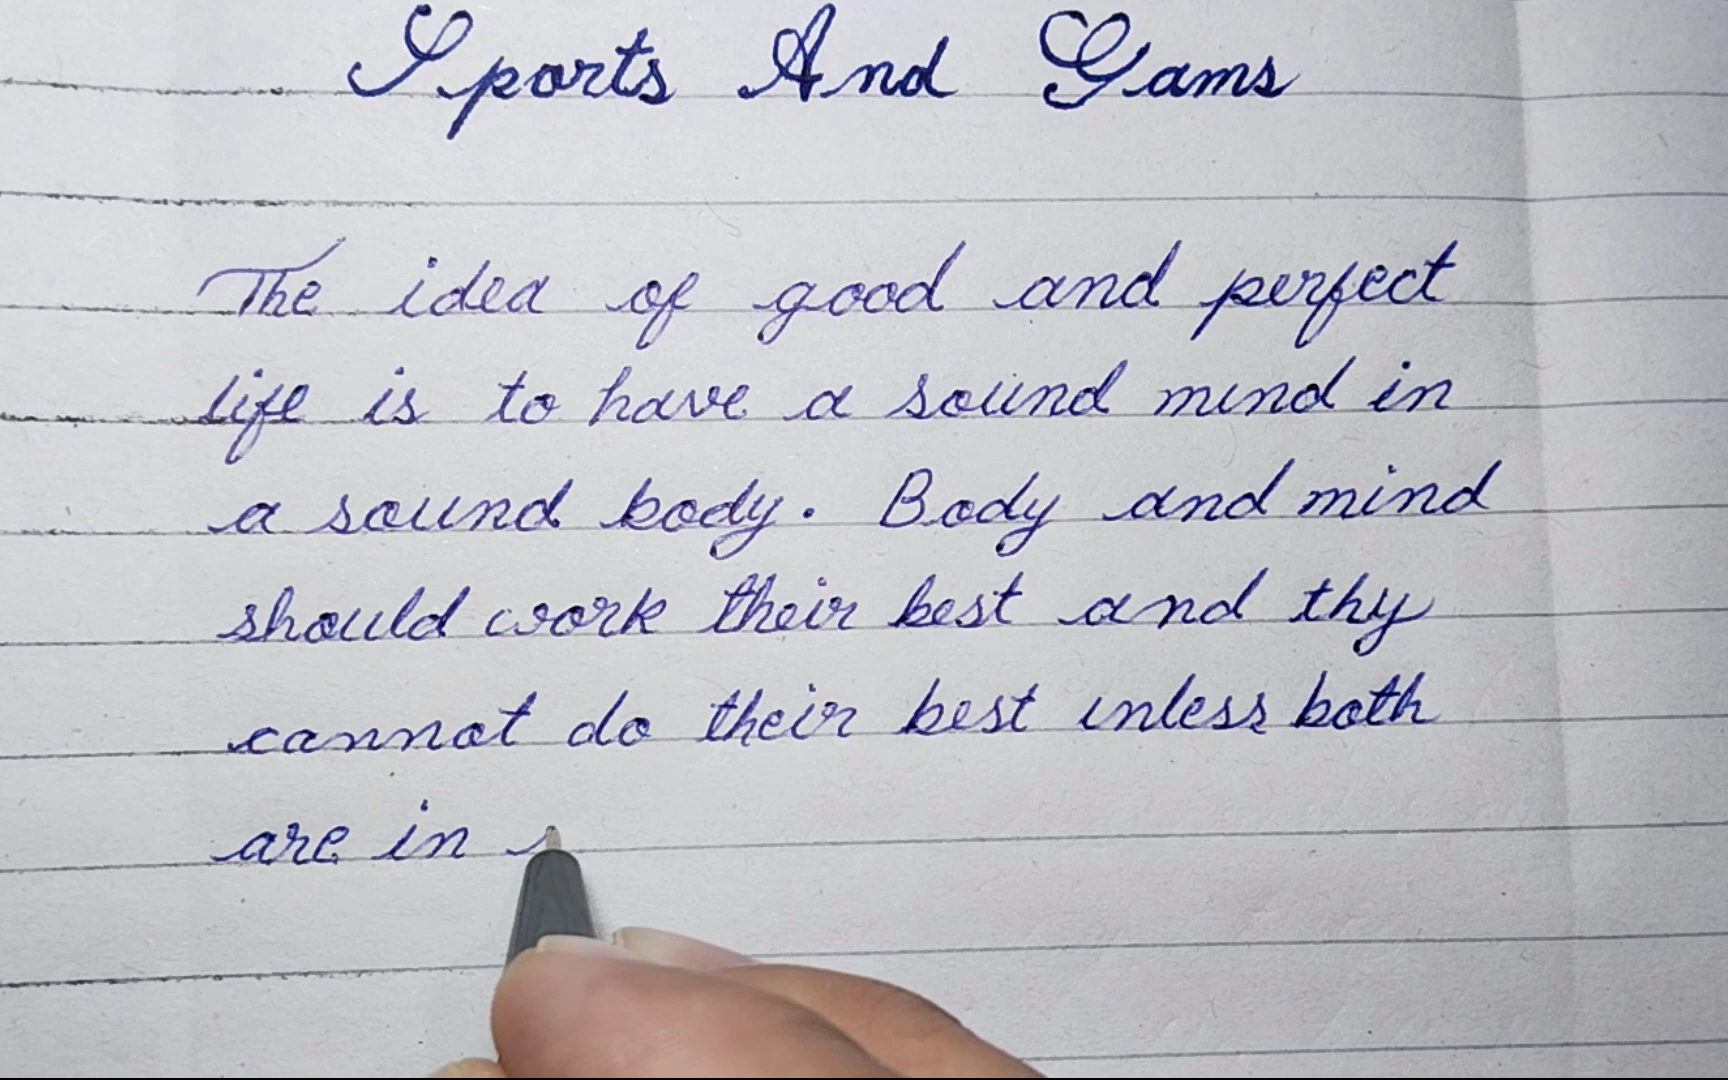 Sports And Gams
The idea of good and perfect
life is to have a sound mind in
a sound body. Body and mind
should work their best and thy
cannot do their best unless both
are in